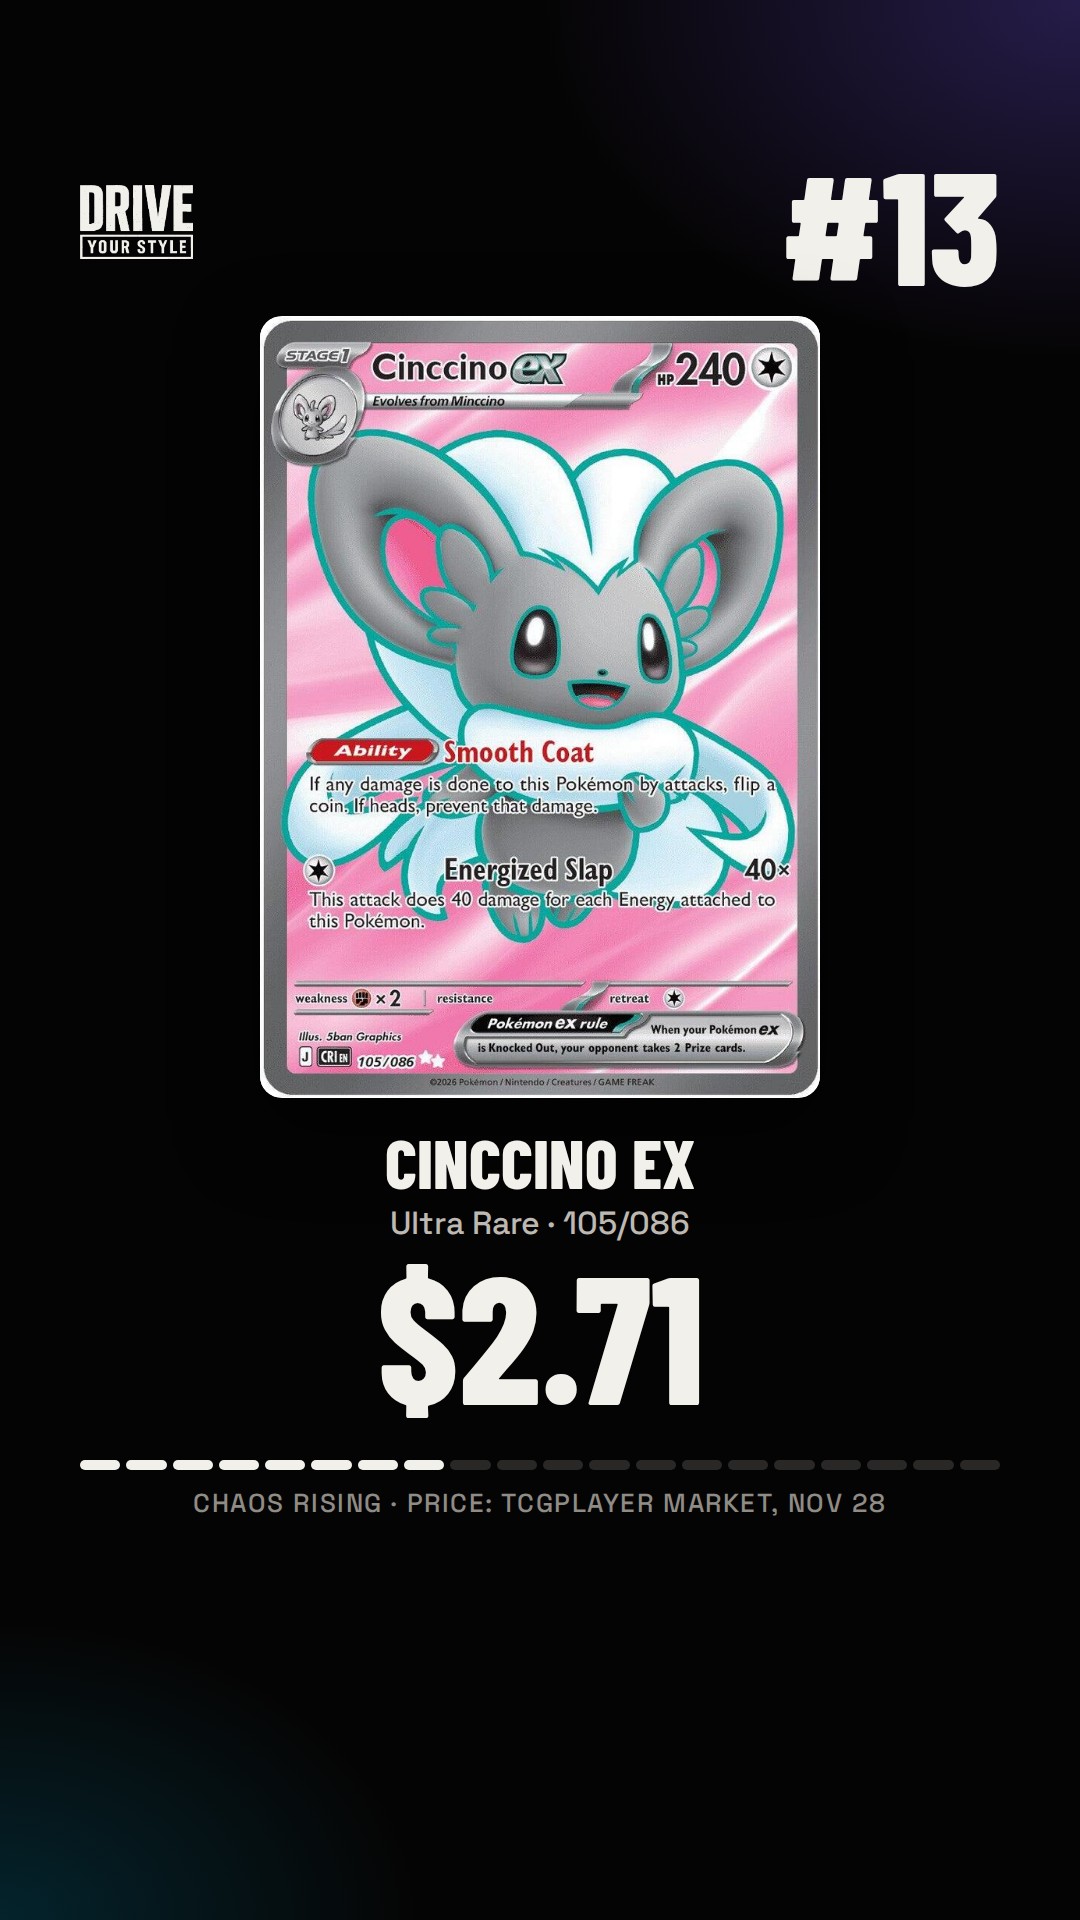 DRIVE
YOUR STYLE
#13
STAGE1
Cinccino ex
HP 240
Evolves from Minccino
Ability Smooth Coat
If any damage is done to this Pokémon by attacks, flip a
coin. If heads, prevent that damage.
Energized Slap 40×
This attack does 40 damage for each Energy attached to
this Pokémon.
weakness ×2 resistance retreat
Illus. 5ban Graphics
J CRI EN 105/086
Pokémon ex rule When your Pokémon ex
is Knocked Out, your opponent takes 2 Prize cards.
©2026 Pokémon / Nintendo / Creatures / GAME FREAK
CINCCINO EX
Ultra Rare · 105/086
$2.71
CHAOS RISING · PRICE: TCGPLAYER MARKET, NOV 28